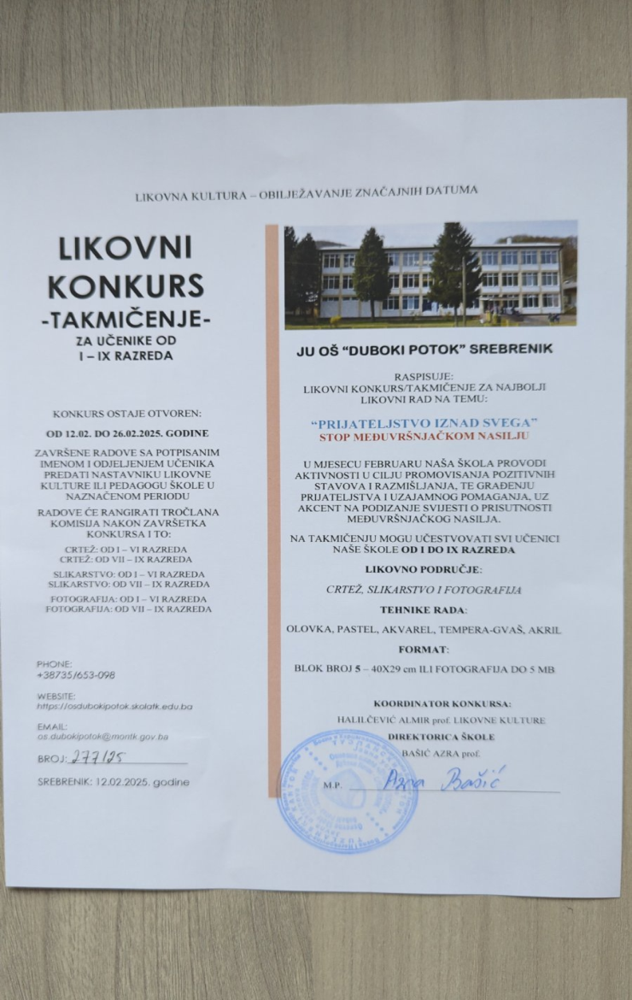 LIKOVNA KULTURA – OBILJEŽAVANJE ZNAČAJNIH DATUMA
LIKOVNI
KONKURS
-TAKMIČENJE-
ZA UČENIKE OD
I – IX RAZREDA
KONKURS OSTAJE OTVOREN:
OD 12.02. DO 26.02.2025. GODINE
ZAVRŠENE RADOVE SA POTPISANIM
IMENOM I ODJELJENJEM UČENIKA
PREDATI NASTAVNIKU LIKOVNE
KULTURE ILI PEDAGOGU ŠKOLE U
NAZNAČENOM PERIODU
RADOVE ĆE RANGIRATI TROČLANA
KOMISIJA NAKON ZAVRŠETKA
KONKURSA I TO:
CRTEŽ: OD I – VI RAZREDA
CRTEŽ: OD VII – IX RAZREDA
SLIKARSTVO: OD I – VI RAZREDA
SLIKARSTVO: OD VII – IX RAZREDA
FOTOGRAFIJA: OD I – VI RAZREDA
FOTOGRAFIJA: OD VII – IX RAZREDA
PHONE:
+38735/653-098
WEBSITE:
https://osdubokipotok.skolatk.edu.ba
EMAIL:
os.dubokipotok@montk.gov.ba
BROJ: 277/25
SREBRENIK: 12.02.2025. godine
JU OŠ “DUBOKI POTOK” SREBRENIK
RASPISUJE:
LIKOVNI KONKURS/TAKMIČENJE ZA NAJBOLJI
LIKOVNI RAD NA TEMU:
“PRIJATELJSTVO IZNAD SVEGA”
STOP MEĐUVRŠNJAČKOM NASILJU
U MJESECU FEBRUARU NAŠA ŠKOLA PROVODI
AKTIVNOSTI U CILJU PROMOVISANJA POZITIVNIH
STAVOVA I RAZMIŠLJANJA, TE GRAĐENJU
PRIJATELJSTVA I UZAJAMNOG POMAGANJA, UZ
AKCENT NA PODIZANJE SVIJESTI O PRISUTNOSTI
MEĐUVRŠNJAČKOG NASILJA.
NA TAKMIČENJU MOGU UČESTVOVATI SVI UČENICI
NAŠE ŠKOLE OD I DO IX RAZREDA
LIKOVNO PODRUČJE:
CRTEŽ, SLIKARSTVO I FOTOGRAFIJA
TEHNIKE RADA:
OLOVKA, PASTEL, AKVAREL, TEMPERA-GVAŠ, AKRIL
FORMAT:
BLOK BROJ 5 – 40X29 cm ILI FOTOGRAFIJA DO 5 MB
KOORDINATOR KONKURSA:
HALILČEVIĆ ALMIR prof. LIKOVNE KULTURE
DIREKTORICA ŠKOLE
BAŠIĆ AZRA prof.
M.P. Azra Bašić